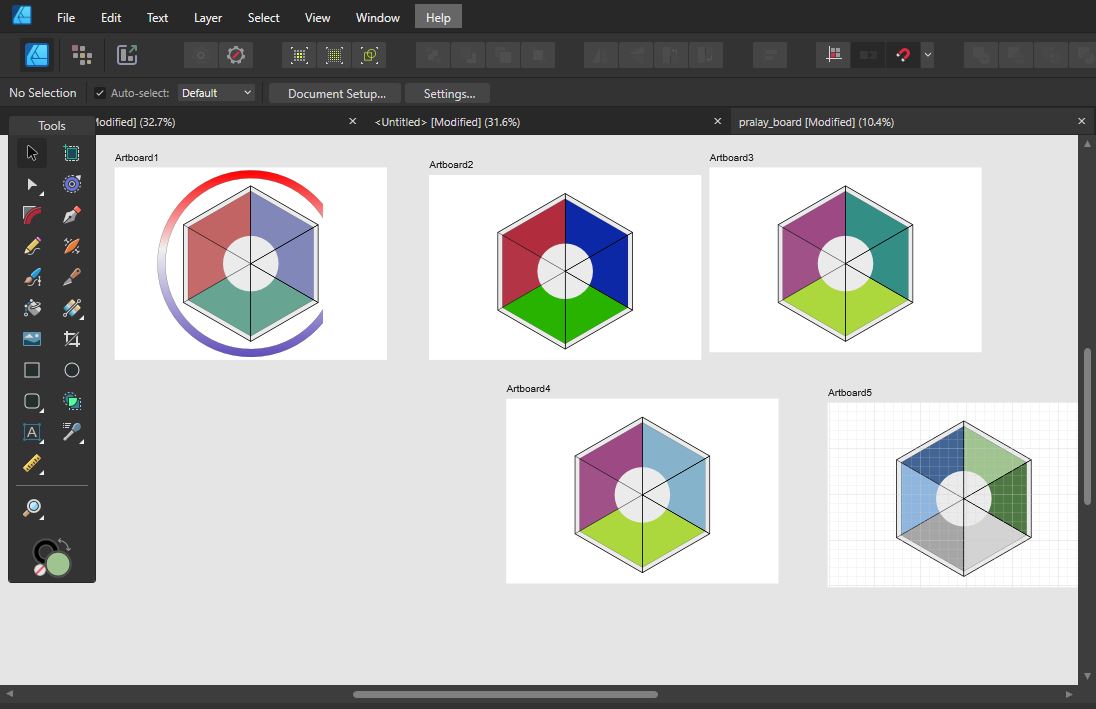 File Edit Text Layer Select View Window Help
No Selection Auto-select: Default Document Setup... Settings...
Tools
Modified] (32.7%) <Untitled> [Modified] (31.6%) pralay_board [Modified] (10.4%)
Artboard1
Artboard2
Artboard3
Artboard4
Artboard5
A